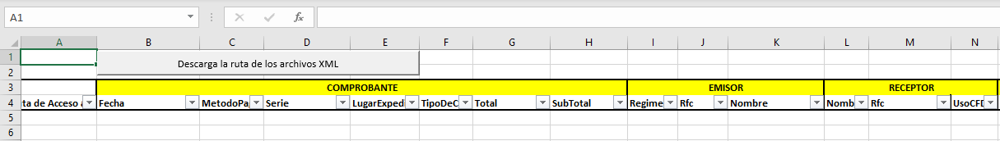 A1
fx
A B C D E F G H I J K L M N
1 Descarga la ruta de los archivos XML
2
3 COMPROBANTE EMISOR RECEPTOR
4 ta de Acceso a Fecha MetodoPag Serie LugarExped TipoDeC Total SubTotal Regime Rfc Nombre Nomb Rfc UsoCFD
5
6